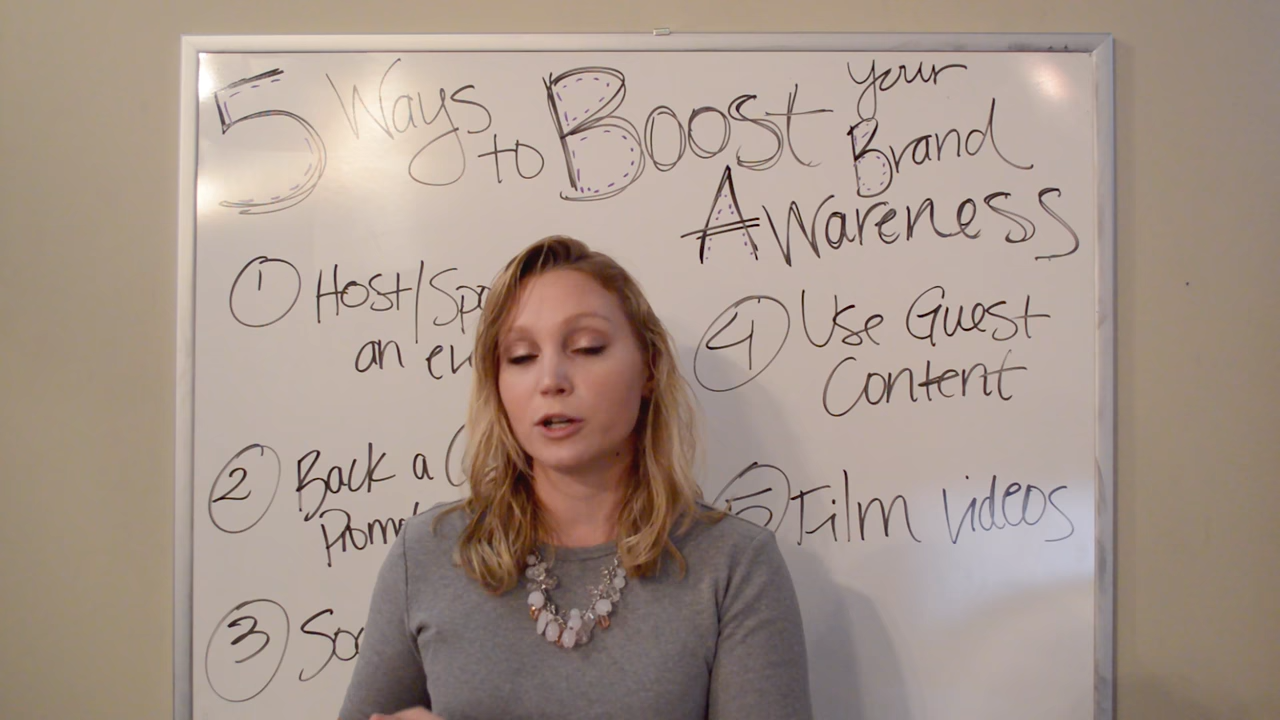 5 Ways to Boost your
Brand
Awareness
1 Host/Spo
an ev
2 Back a C
Prom
3 Soc
4 Use Guest
Content
5 Film videos